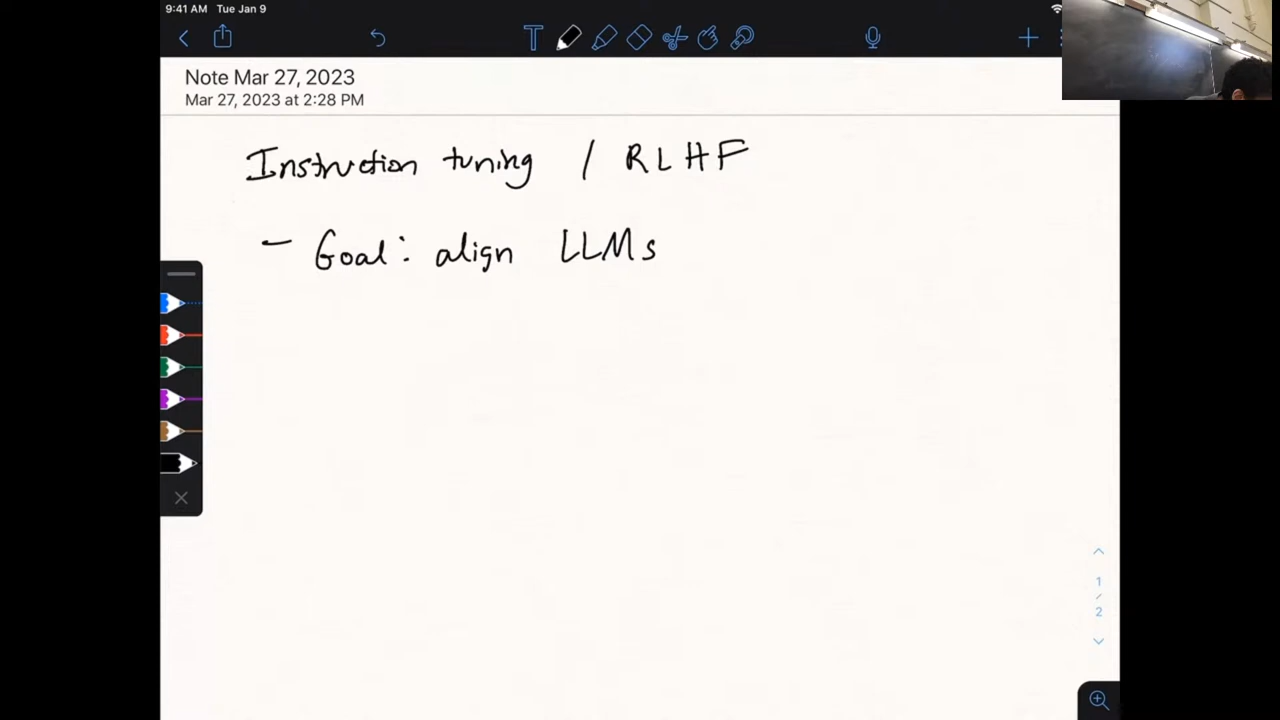 9:41 AM Tue Jan 9
Note Mar 27, 2023
Mar 27, 2023 at 2:28 PM
Instruction tuning / RLHF
- Goal: align LLMs
1
/
2